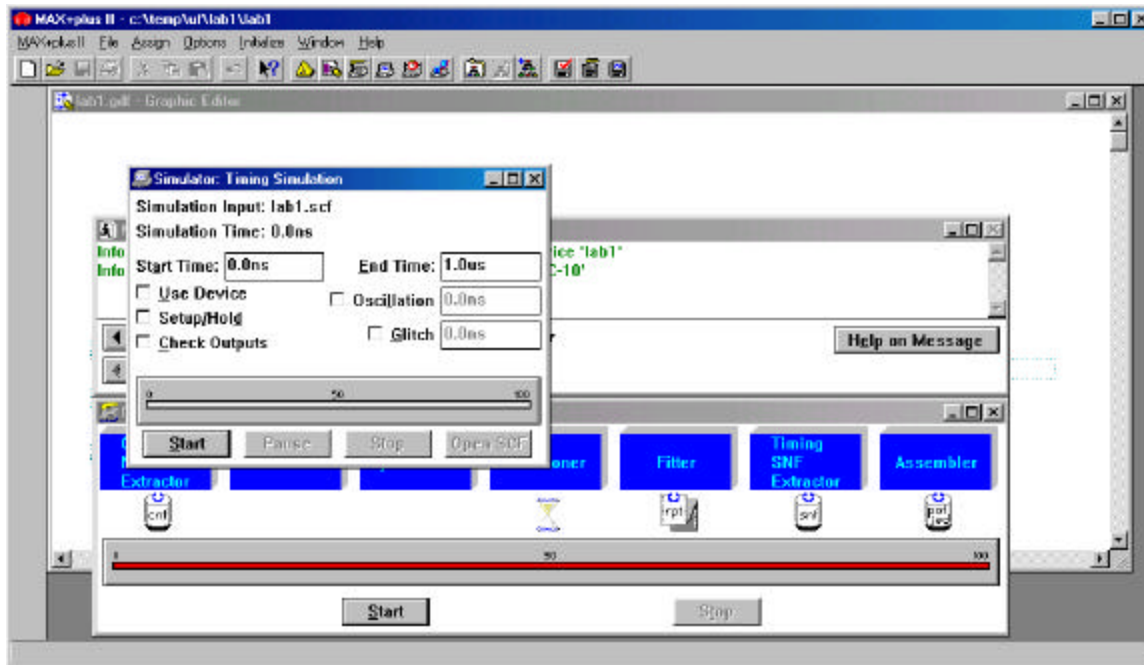 MAX+plus II - c:\temp\uf\lab1\lab1
MAX+plus II File Assign Options Initialize Window Help
lab1.gdf - Graphic Editor
Simulator: Timing Simulation
Simulation Input: lab1.scf
Simulation Time: 0.0ns
Start Time: 0.0ns End Time: 1.0us
Use Device Oscillation 0.0ns
Setup/Hold Glitch 0.0ns
Check Outputs
0 50 100
Start Pause Stop Open SCF
Info ice "lab1"
Info C-10'
Help on Message
Extractor
oner
Fitter
Timing
SNF
Extractor
Assembler
cnf rpt snf pof
0 50 100
Start Stop